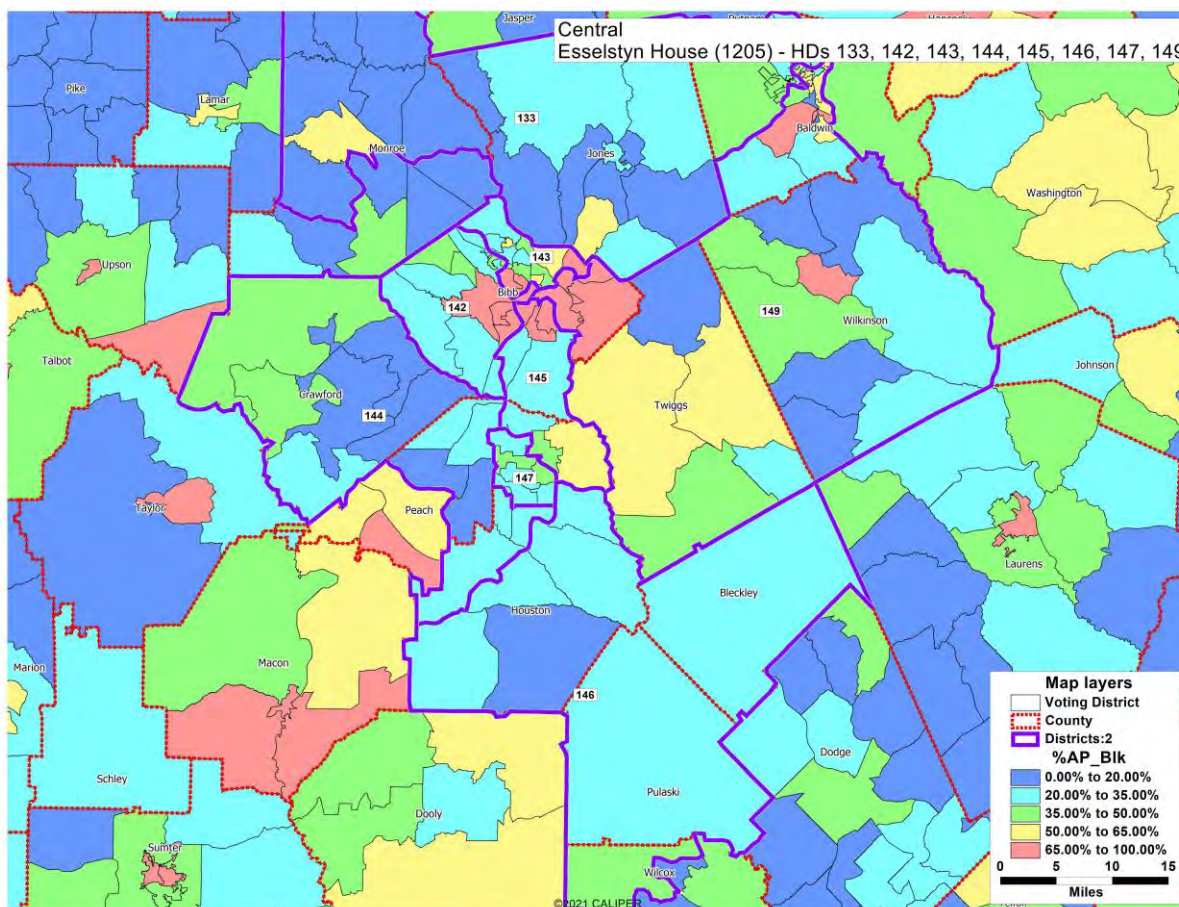 Jasper
Putnam
Hancock
Central
Esselstyn House (1205) - HDs 133, 142, 143, 144, 145, 146, 147, 149
Pike
Lamar
133
Baldwin
Monroe
Jones
Washington
Upson
143
Bibb
142
149
Wilkinson
Talbot
Johnson
145
Crawford
144
Twiggs
147
Taylor
Peach
Laurens
Bleckley
Houston
Marion
Macon
146
Schley
Dodge
Pulaski
Dooly
Sumter
Wilcox
Map layers
Voting District
County
Districts:2
%AP_Blk
0.00% to 20.00%
20.00% to 35.00%
35.00% to 50.00%
50.00% to 65.00%
65.00% to 100.00%
0 5 10 15
Miles
©2021 CALIPER